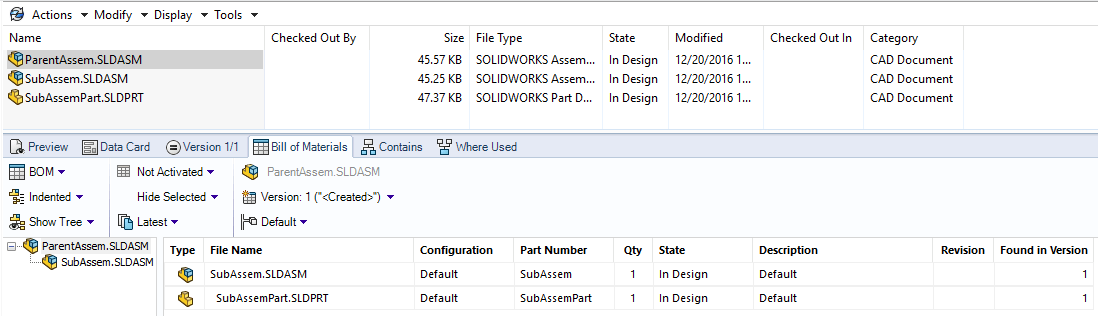 Actions Modify Display Tools
Name Checked Out By Size File Type State Modified Checked Out In Category
ParentAssem.SLDASM 45.57 KB SOLIDWORKS Assem... In Design 12/20/2016 1... CAD Document
SubAssem.SLDASM 45.25 KB SOLIDWORKS Assem... In Design 12/20/2016 1... CAD Document
SubAssemPart.SLDPRT 47.37 KB SOLIDWORKS Part D... In Design 12/20/2016 1... CAD Document
Preview Data Card Version 1/1 Bill of Materials Contains Where Used
BOM Not Activated ParentAssem.SLDASM
Indented Hide Selected Version: 1 ("<Created>")
Show Tree Latest Default
ParentAssem.SLDASM Type File Name Configuration Part Number Qty State Description Revision Found in Version
SubAssem.SLDASM
SubAssem.SLDASM Default SubAssem 1 In Design Default 1
SubAssemPart.SLDPRT Default SubAssemPart 1 In Design Default 1